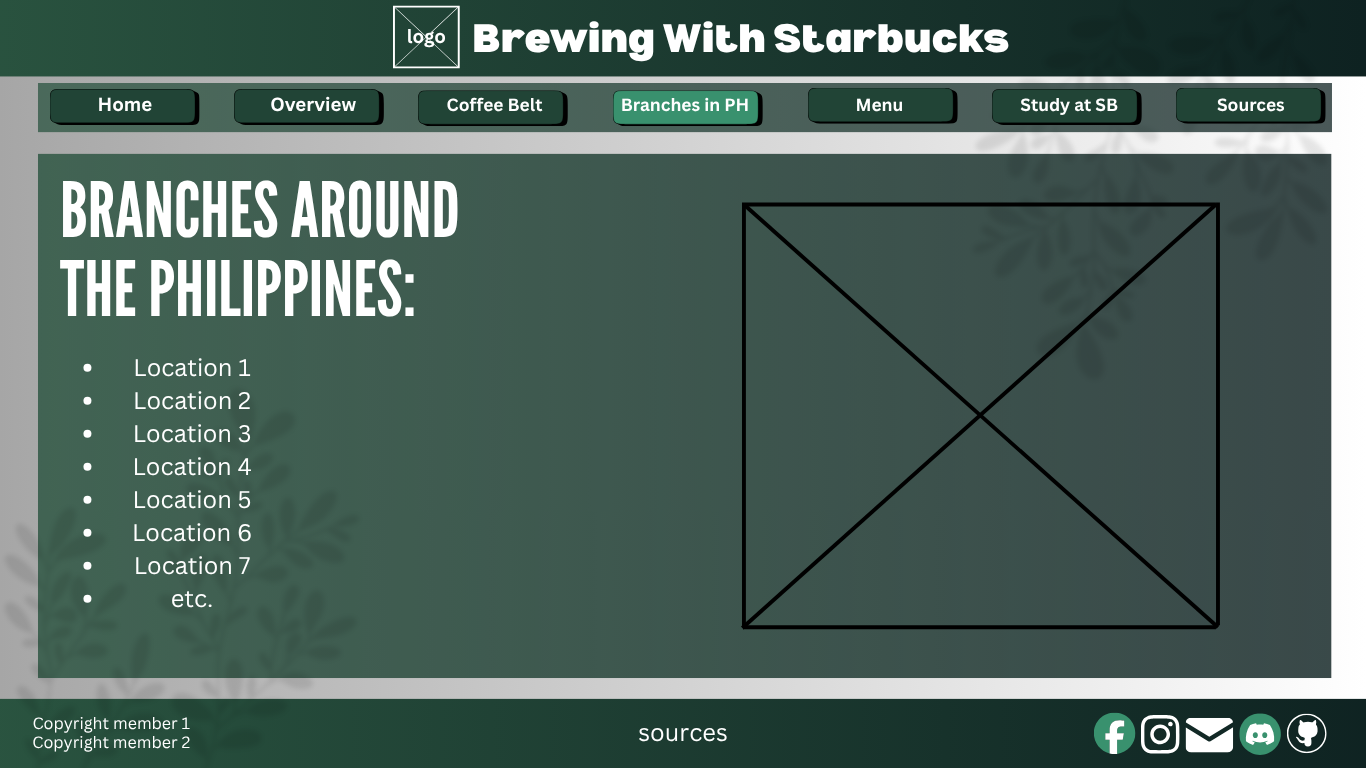 logo
Brewing With Starbucks
Home
Overview
Coffee Belt
Branches in PH
Menu
Study at SB
Sources
BRANCHES AROUND
THE PHILIPPINES:
• Location 1
• Location 2
• Location 3
• Location 4
• Location 5
• Location 6
• Location 7
• etc.
Copyright member 1
Copyright member 2
sources